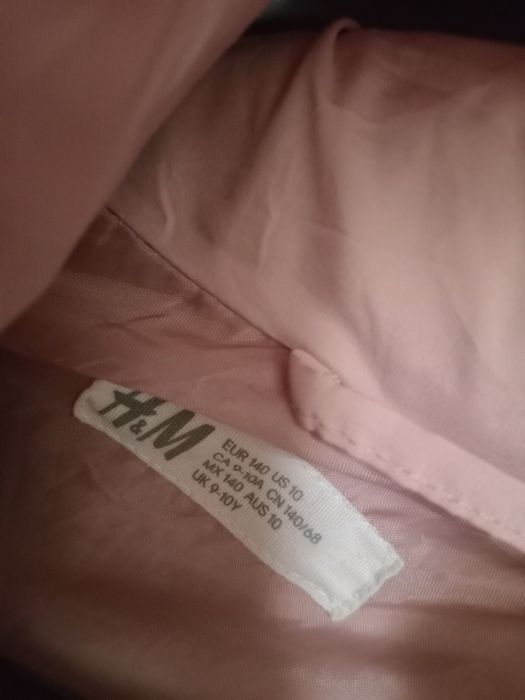 H&M
EUR 140 US 10
CA 9-10A CN 140/68
MX 140 AUS 10
UK 9-10Y